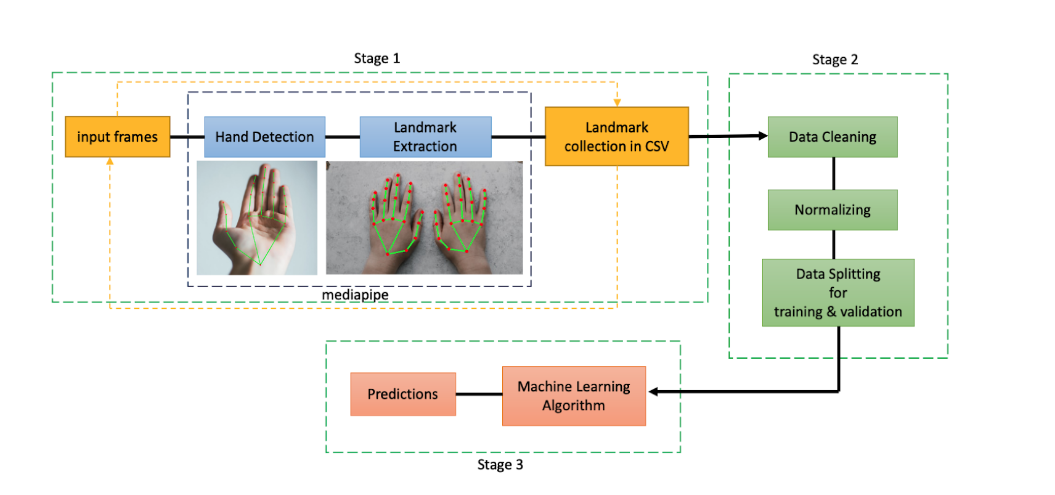 Stage 1
Stage 2
input frames
Hand Detection
Landmark
Extraction
Landmark
collection in CSV
Data Cleaning
Normalizing
Data Splitting
for
training & validation
mediapipe
Predictions
Machine Learning
Algorithm
Stage 3